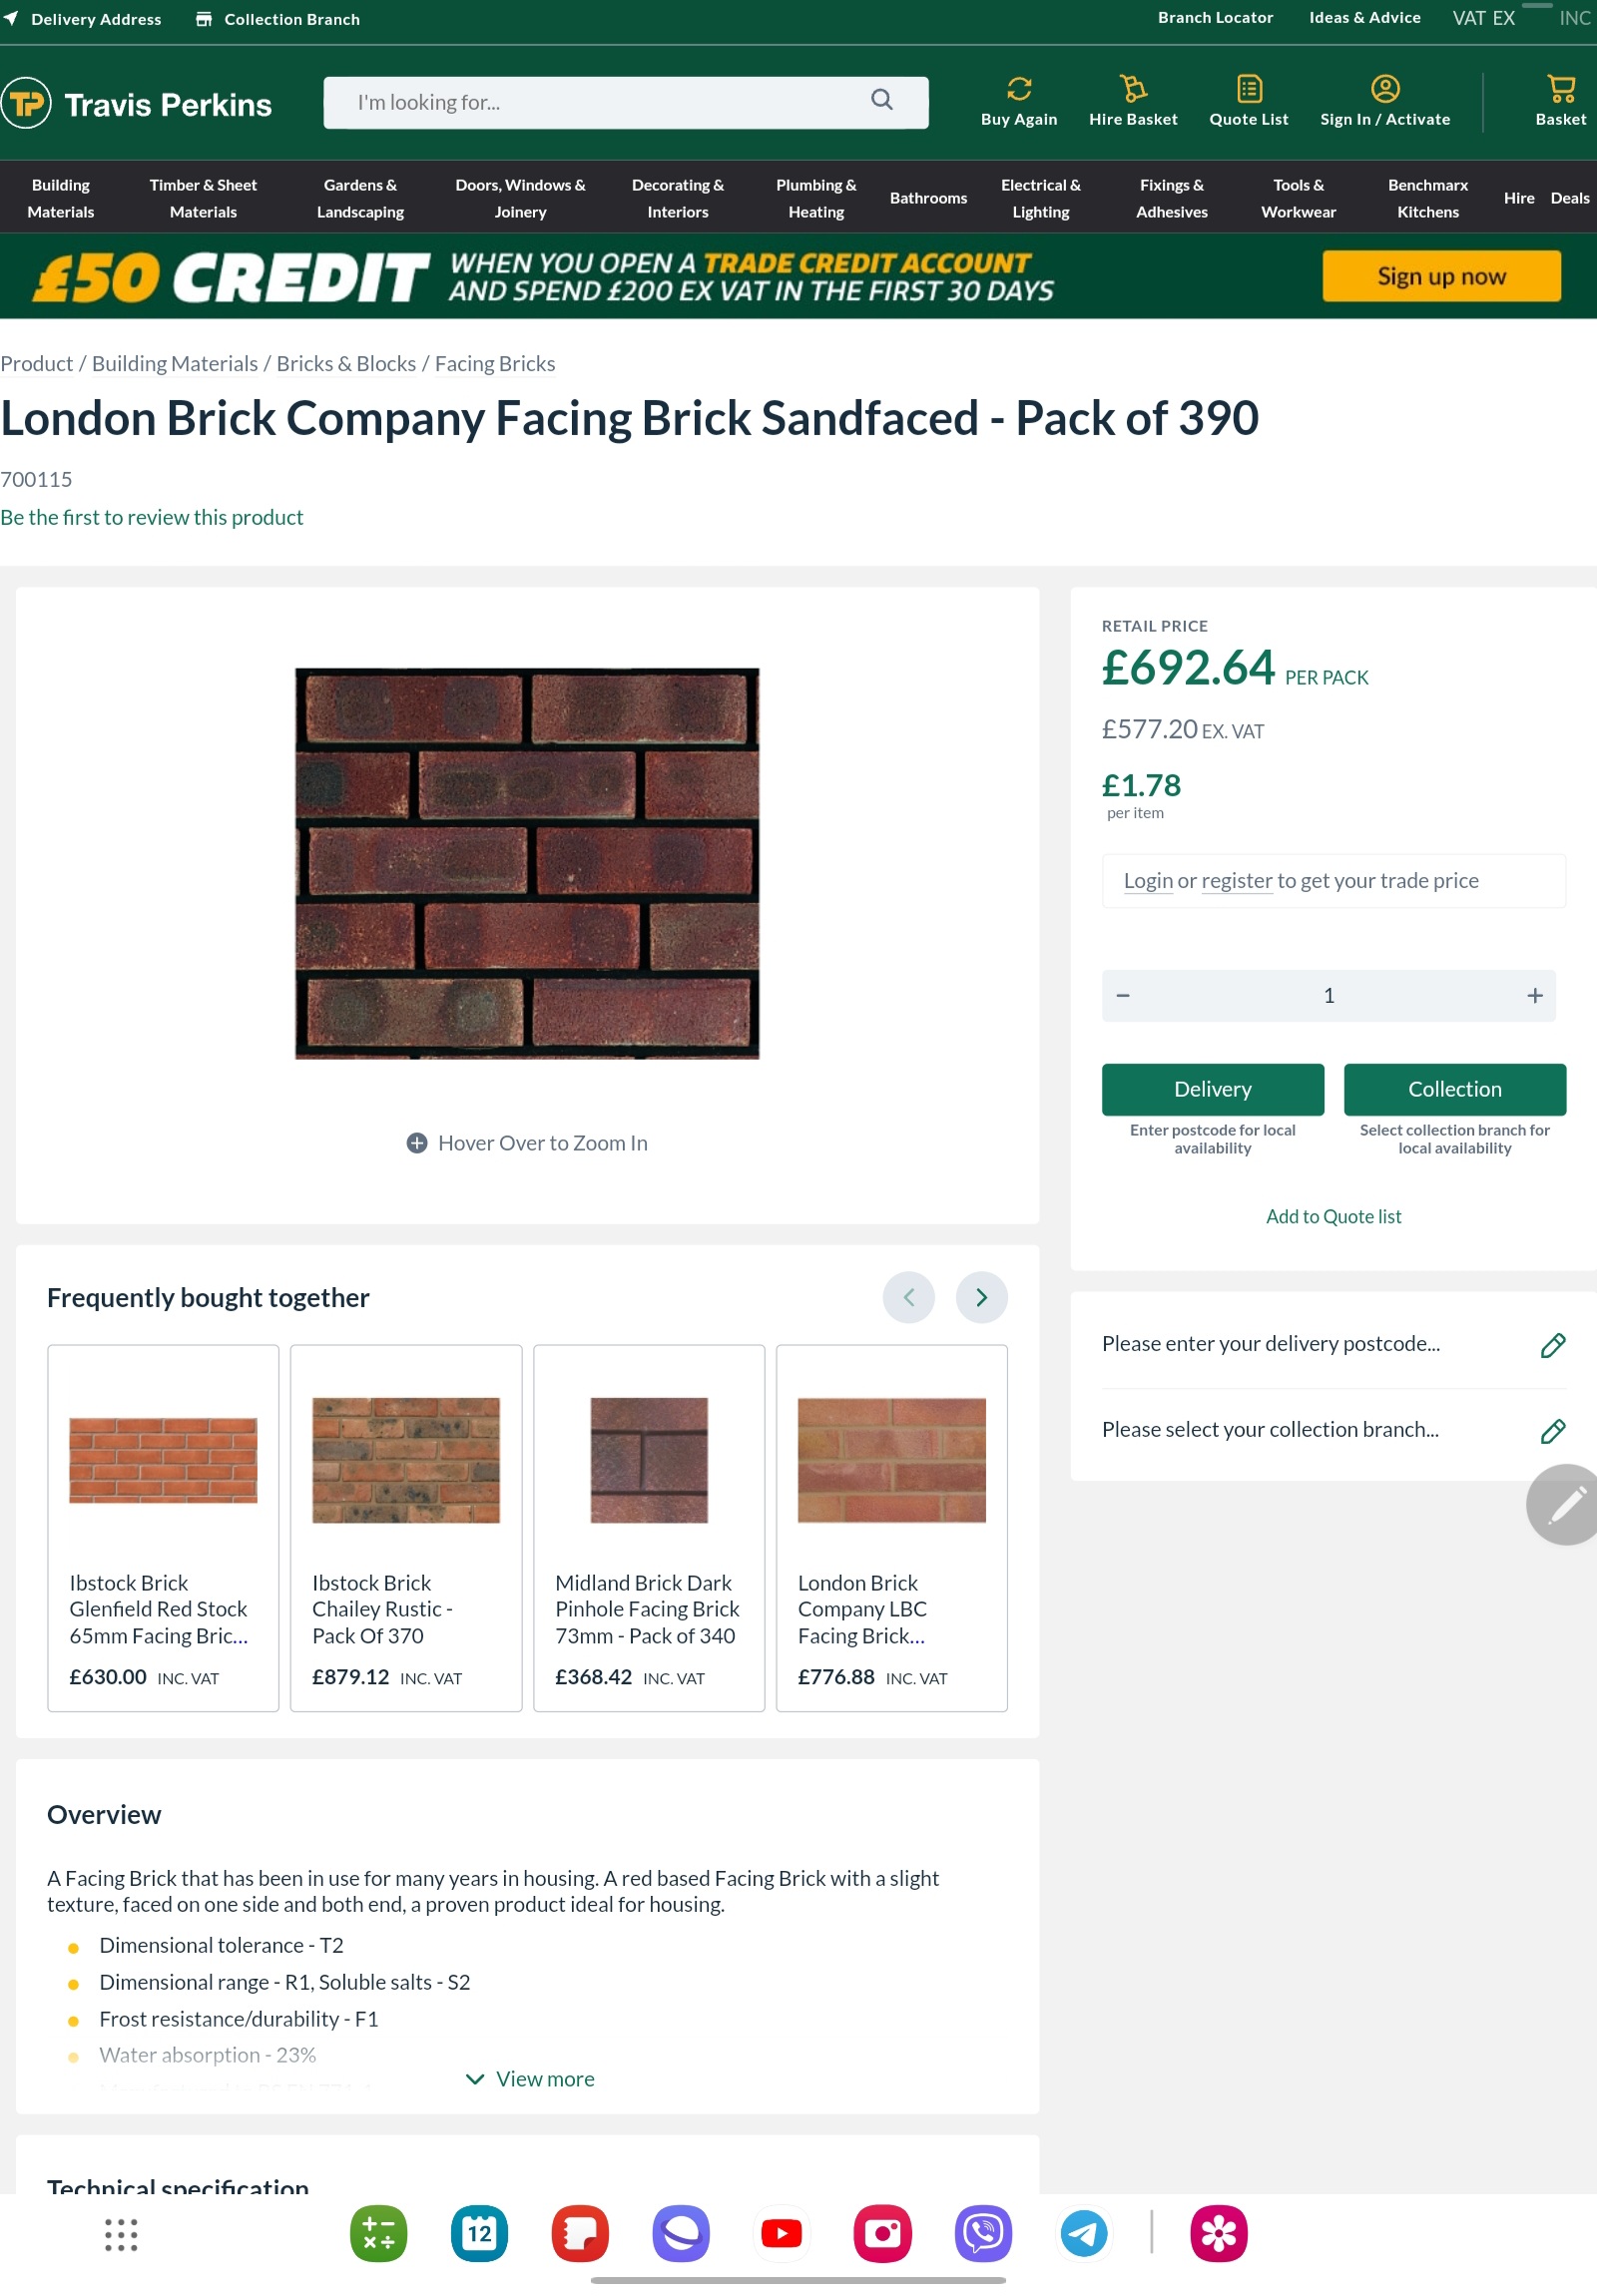 Delivery Address
Collection Branch
Branch Locator
Ideas & Advice
VAT EX
INC
TP Travis Perkins
I'm looking for...
Buy Again
Hire Basket
Quote List
Sign In / Activate
Basket
Building Materials
Timber & Sheet Materials
Gardens & Landscaping
Doors, Windows & Joinery
Decorating & Interiors
Plumbing & Heating
Bathrooms
Electrical & Lighting
Fixings & Adhesives
Tools & Workwear
Benchmarx Kitchens
Hire
Deals
£50 CREDIT
WHEN YOU OPEN A TRADE CREDIT ACCOUNT
AND SPEND £200 EX VAT IN THE FIRST 30 DAYS
Sign up now
Product / Building Materials / Bricks & Blocks / Facing Bricks
London Brick Company Facing Brick Sandfaced - Pack of 390
700115
Be the first to review this product
Hover Over to Zoom In
RETAIL PRICE
£692.64 PER PACK
£577.20 EX. VAT
£1.78
per item
Login or register to get your trade price
− 1 +
Delivery
Enter postcode for local
availability
Collection
Select collection branch for
local availability
Add to Quote list
Please enter your delivery postcode...
Please select your collection branch...
Frequently bought together
Ibstock Brick
Glenfield Red Stock
65mm Facing Bric...
£630.00 INC. VAT
Ibstock Brick
Chailey Rustic -
Pack Of 370
£879.12 INC. VAT
Midland Brick Dark
Pinhole Facing Brick
73mm - Pack of 340
£368.42 INC. VAT
London Brick
Company LBC
Facing Brick...
£776.88 INC. VAT
Overview
A Facing Brick that has been in use for many years in housing. A red based Facing Brick with a slight
texture, faced on one side and both end, a proven product ideal for housing.
Dimensional tolerance - T2
Dimensional range - R1, Soluble salts - S2
Frost resistance/durability - F1
Water absorption - 23%
View more
Technical specification
12